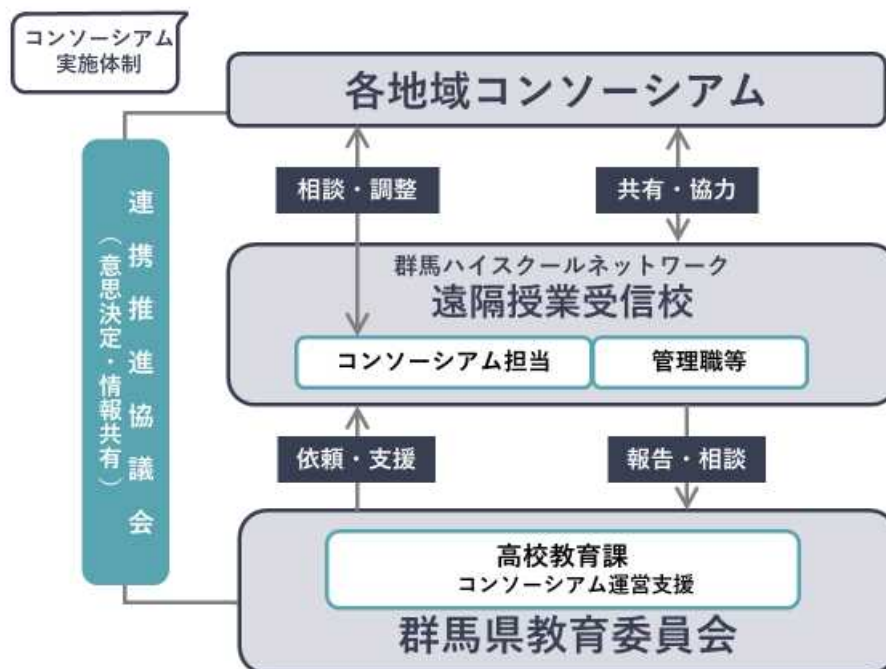 コンソーシアム
実施体制
各地域コンソーシアム
相談・調整
共有・協力
連携推進協議会
（意思決定・情報共有）
群馬ハイスクールネットワーク
遠隔授業受信校
コンソーシアム担当
管理職等
依頼・支援
報告・相談
高校教育課
コンソーシアム運営支援
群馬県教育委員会